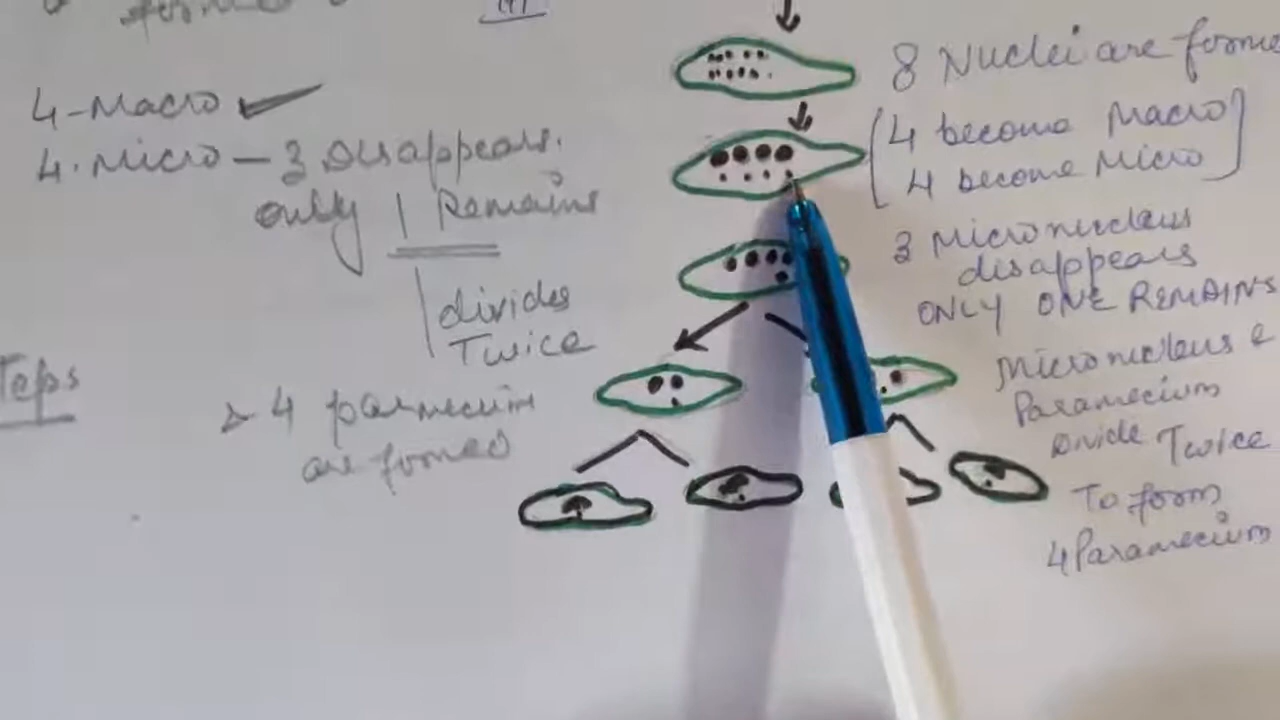 4-Macro
4. Micro – 3 Disappears.
only 1 Remains
divides
Twice
Teps
4 paramecium
are formed
8 Nuclei are forme
(4 become Macro
4 become Micro)
3 Micronucleus
disappears
ONLY ONE REMAINS
Micronucleus &
Paramecium
Divide Twice
To form
4 Paramecium